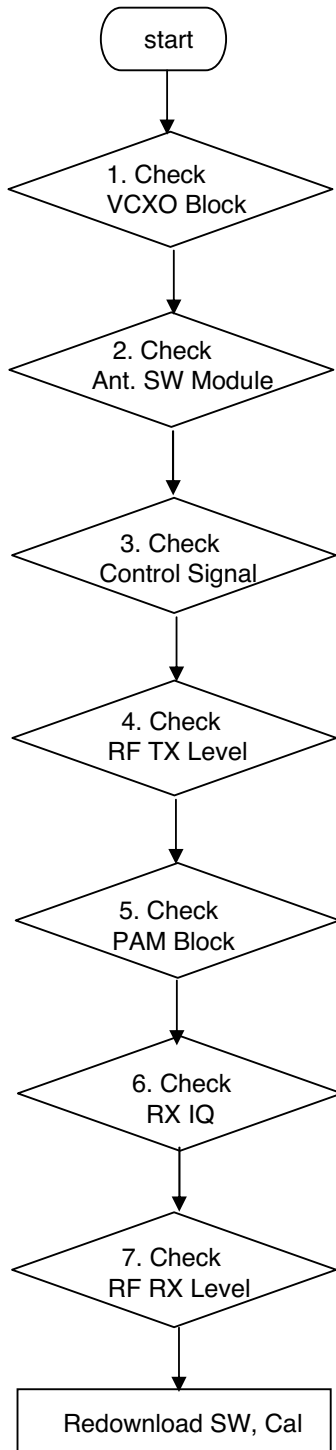 start
1. Check
VCXO Block
2. Check
Ant. SW Module
3. Check
Control Signal
4. Check
RF TX Level
5. Check
PAM Block
6. Check
RX IQ
7. Check
RF RX Level
Redownload SW, Cal